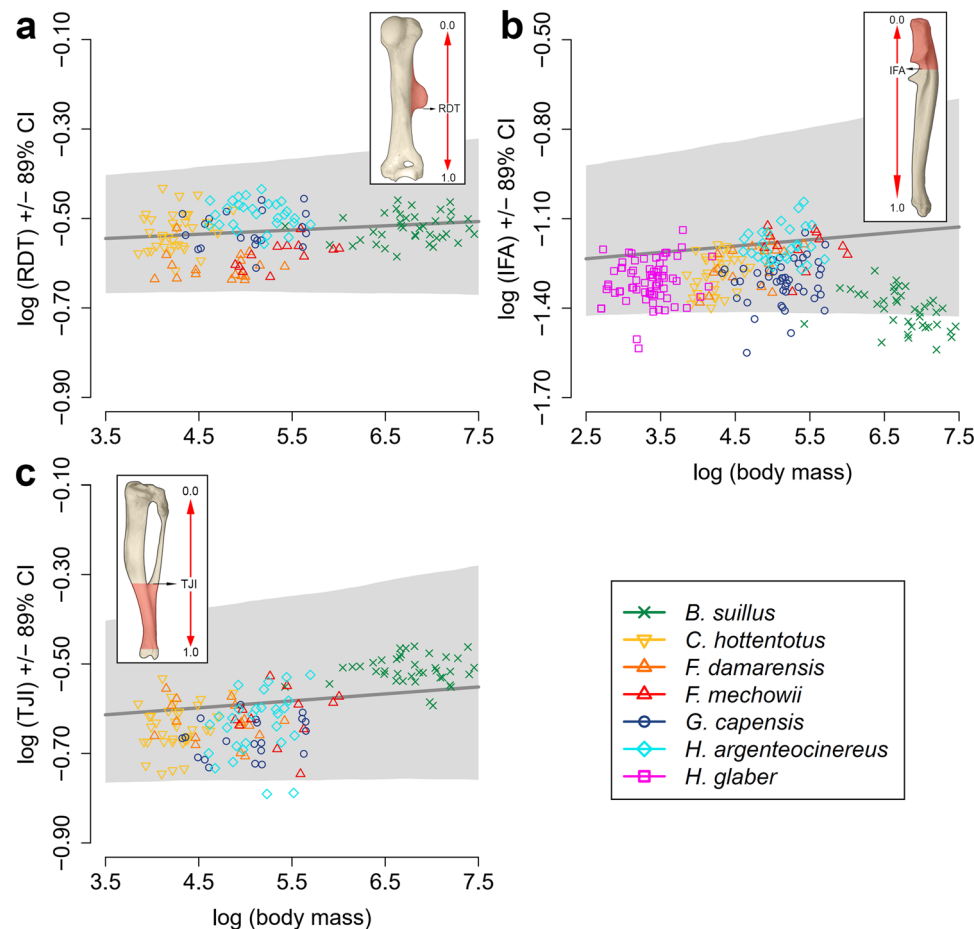 a
log (RDT) +/− 89% CI
−0.10
−0.30
−0.50
−0.70
−0.90
3.5 4.5 5.5 6.5 7.5
0.0
RDT
1.0
b
log (IFA) +/− 89% CI
−0.50
−0.80
−1.10
−1.40
−1.70
2.5 3.5 4.5 5.5 6.5 7.5
log (body mass)
0.0
IFA
1.0
c
log (TJI) +/− 89% CI
−0.10
−0.30
−0.50
−0.70
−0.90
3.5 4.5 5.5 6.5 7.5
log (body mass)
0.0
TJI
1.0
B. suillus
C. hottentotus
F. damarensis
F. mechowii
G. capensis
H. argenteocinereus
H. glaber